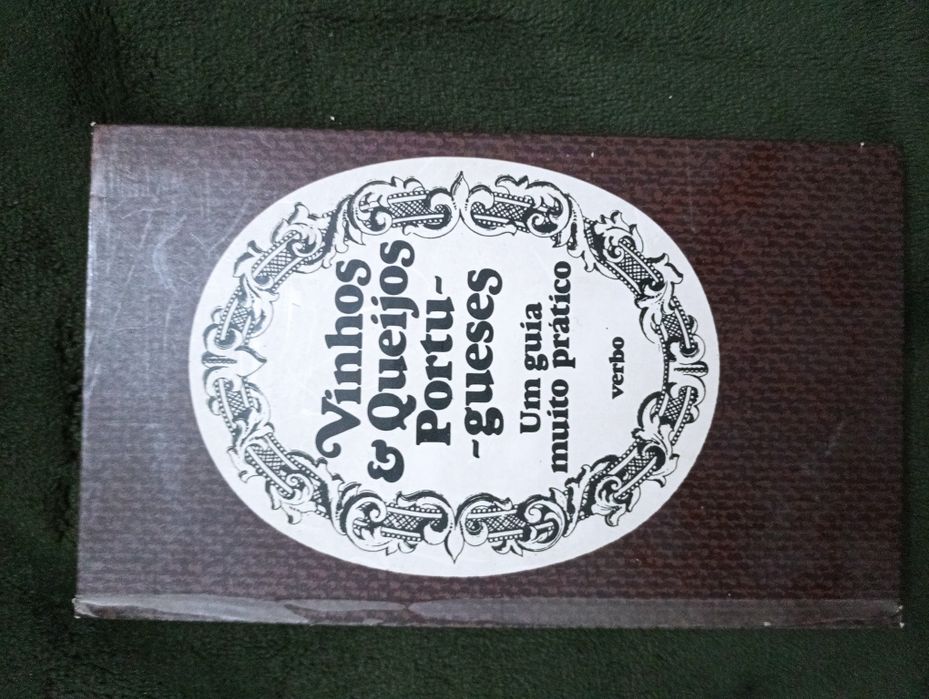 Vinhos
& Queijos
Portu-
-gueses
Um guia
muito prático
verbo